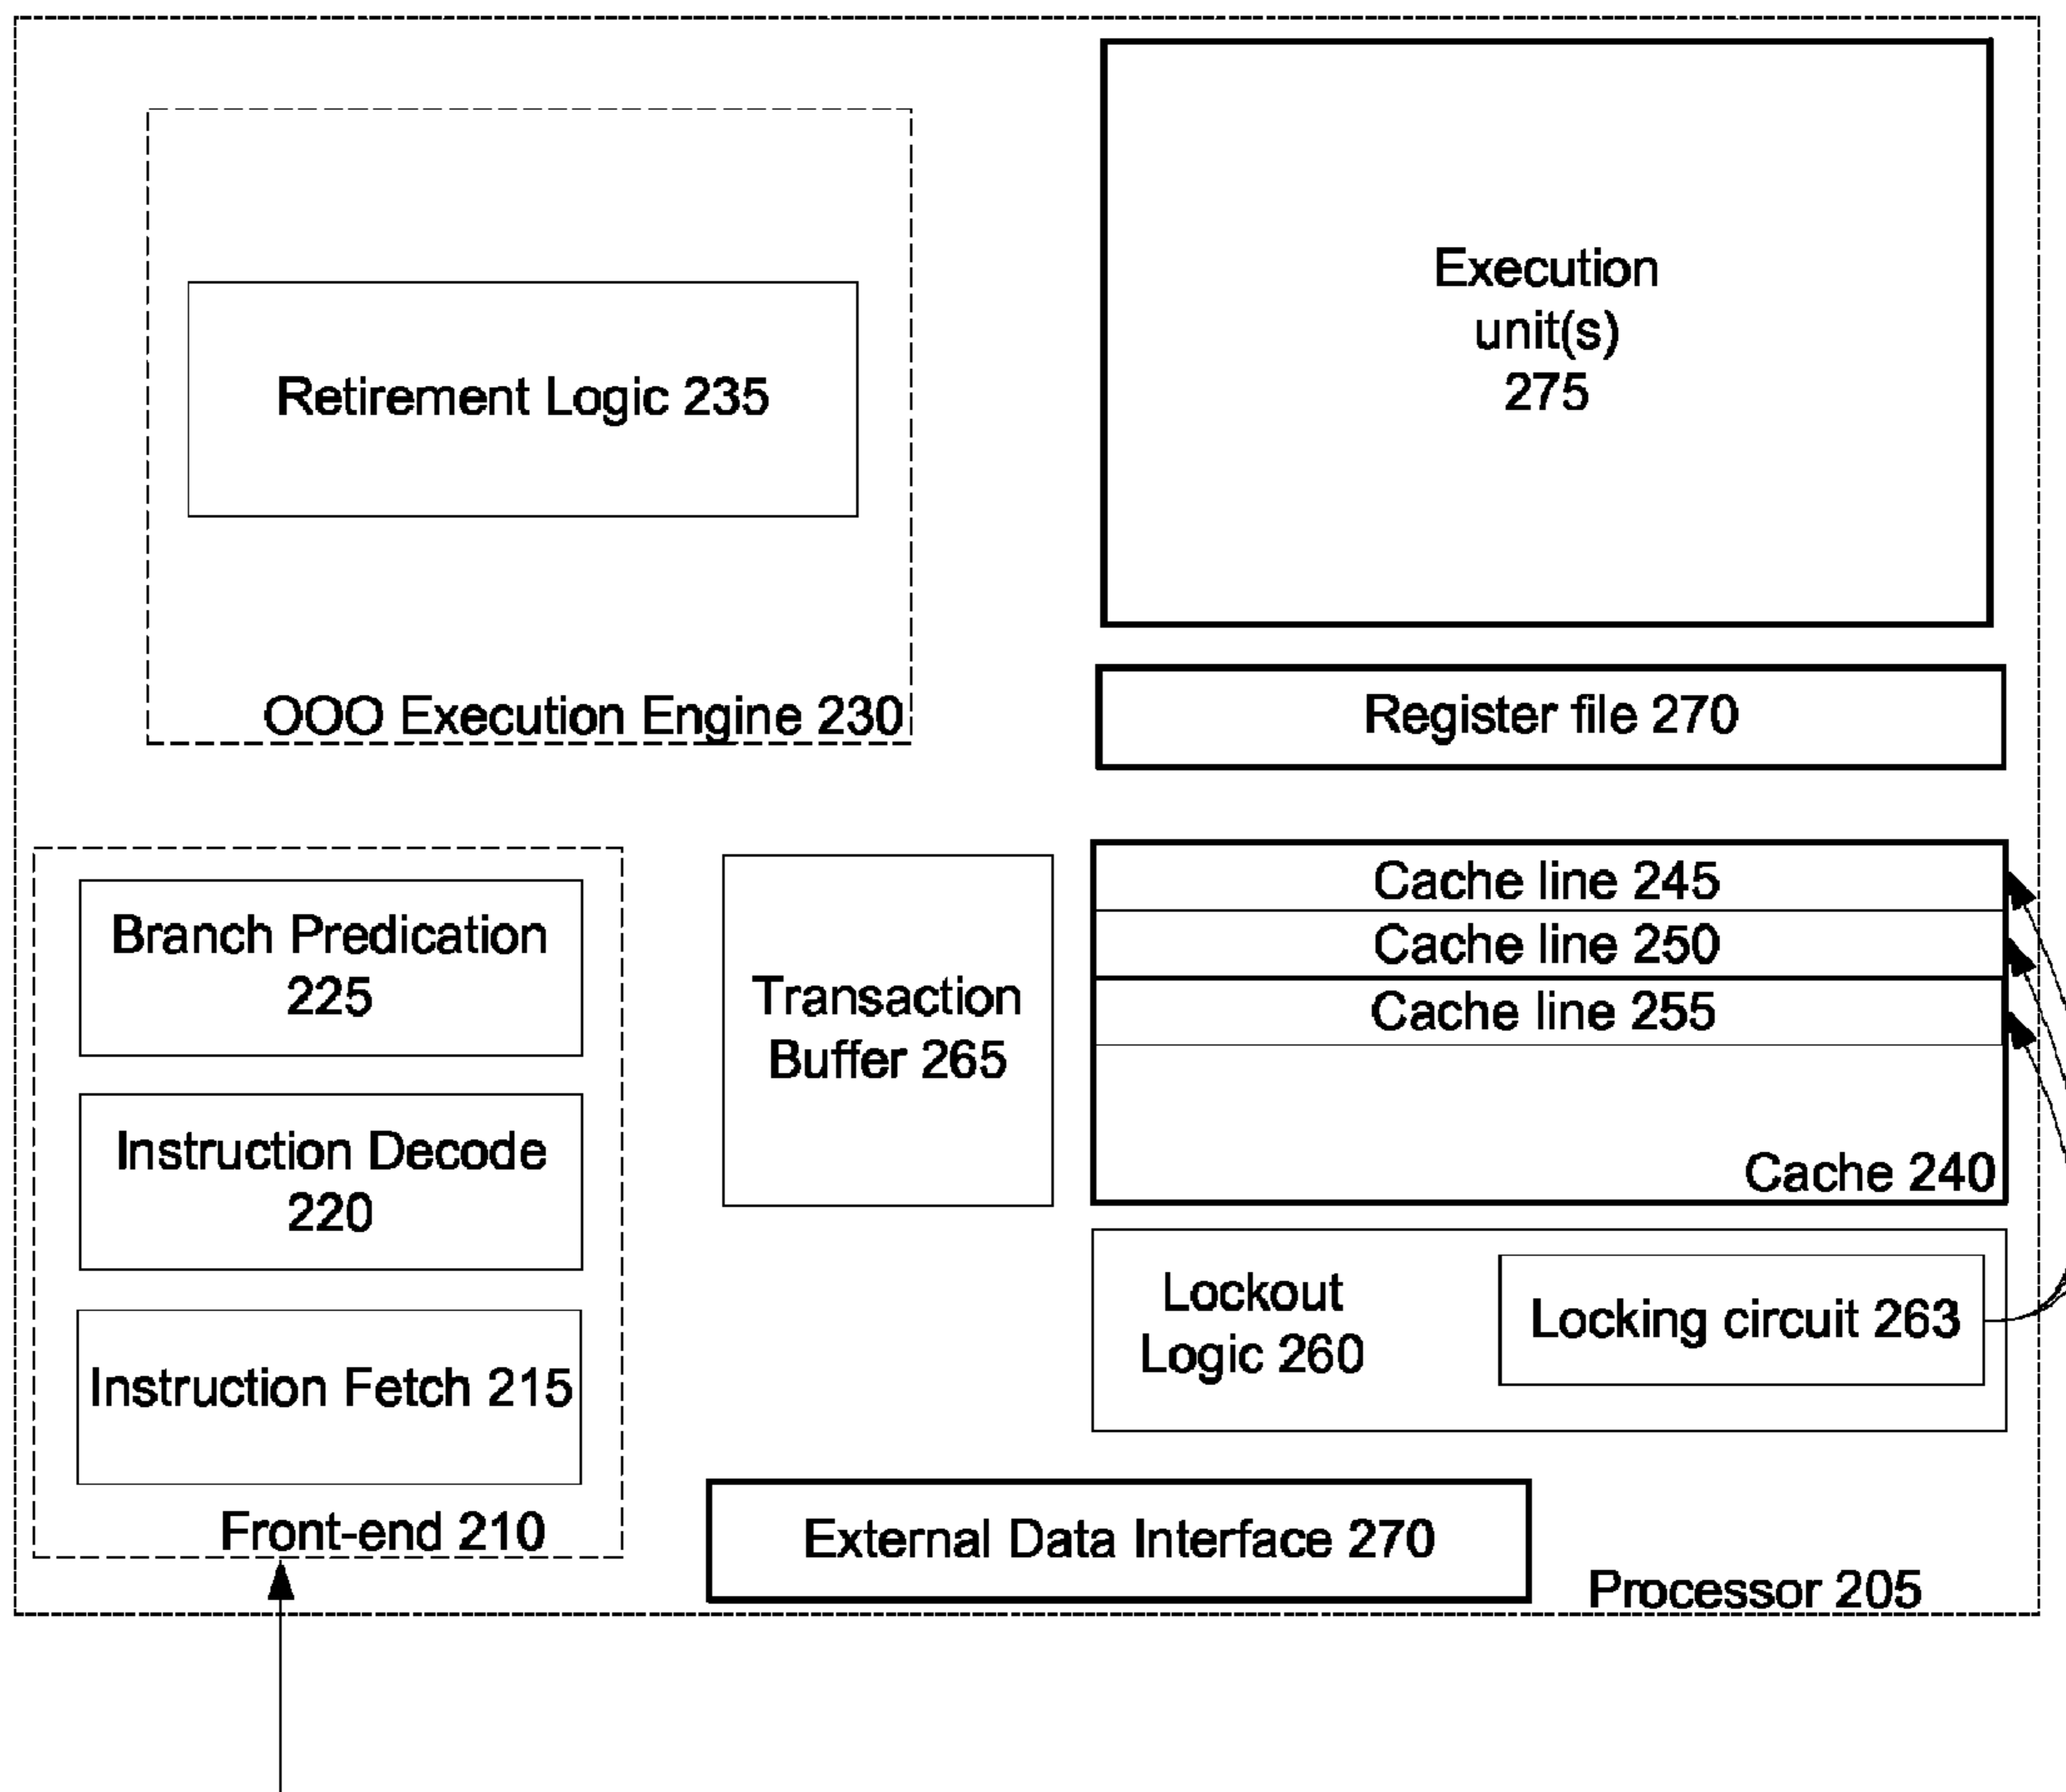 Execution
unit(s)
275
Retirement Logic 235
OOO Execution Engine 230
Register file 270
Branch Predication
225
Instruction Decode
220
Instruction Fetch 215
Front-end 210
Transaction
Buffer 265
Cache line 245
Cache line 250
Cache line 255
Cache 240
Lockout
Logic 260
Locking circuit 263
External Data Interface 270
Processor 205